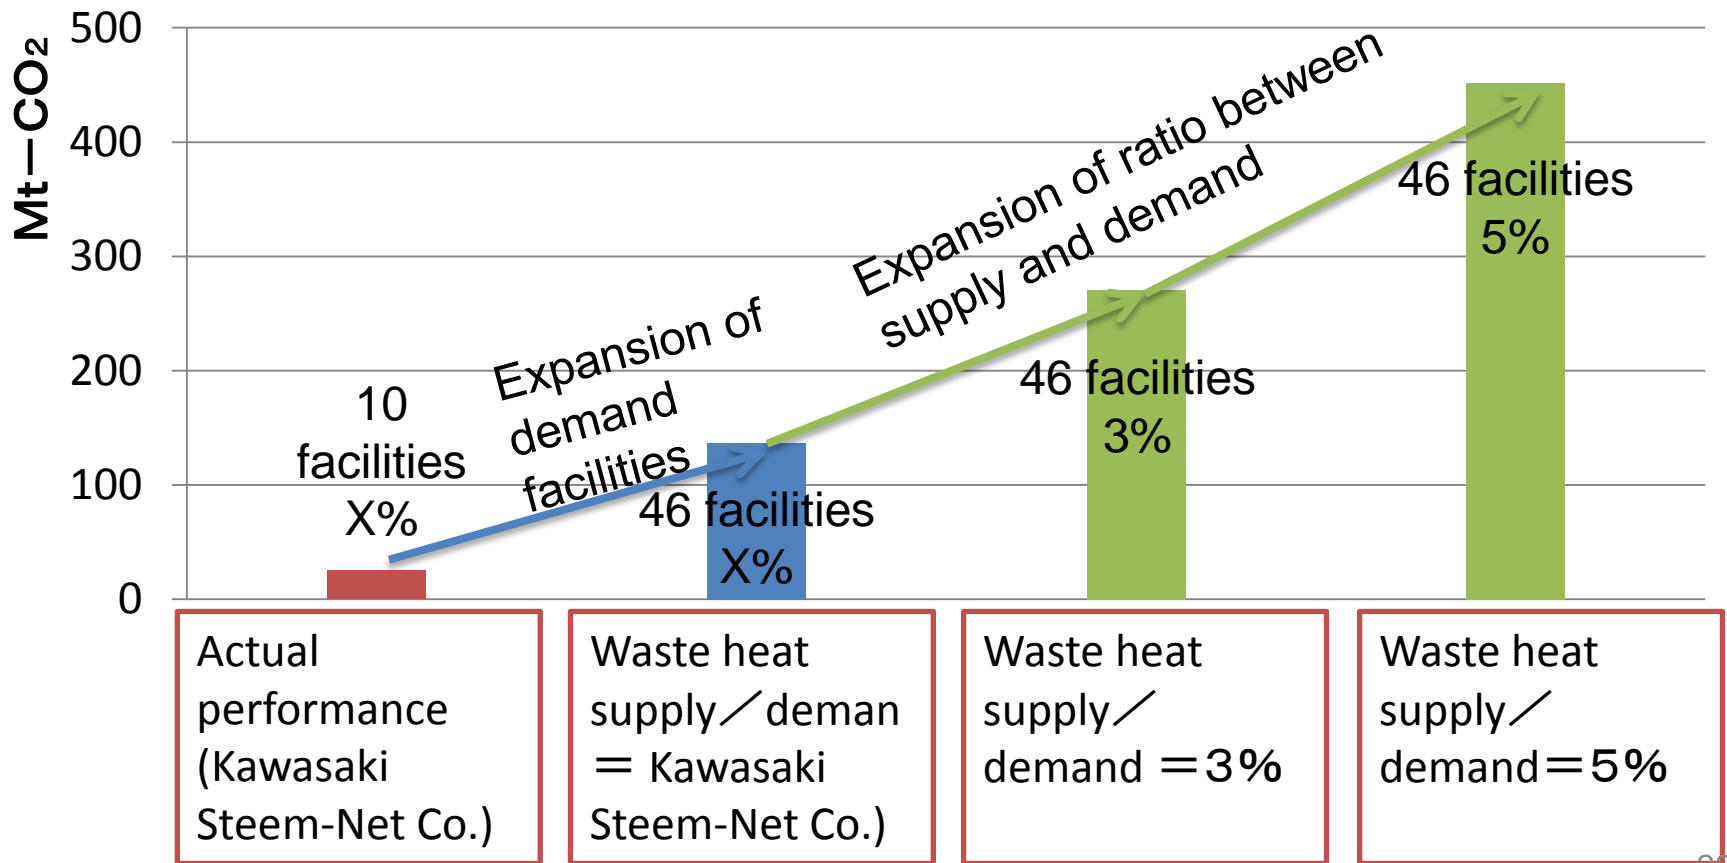 Mt－CO₂
500
400
300
200
100
0
10
facilities
X%
Expansion of
demand
facilities
46 facilities
X%
Expansion of ratio between
supply and demand
46 facilities
3%
46 facilities
5%
Actual
performance
(Kawasaki
Steem-Net Co.)
Waste heat
supply／deman
＝ Kawasaki
Steem-Net Co.)
Waste heat
supply／
demand ＝3%
Waste heat
supply／
demand＝5%